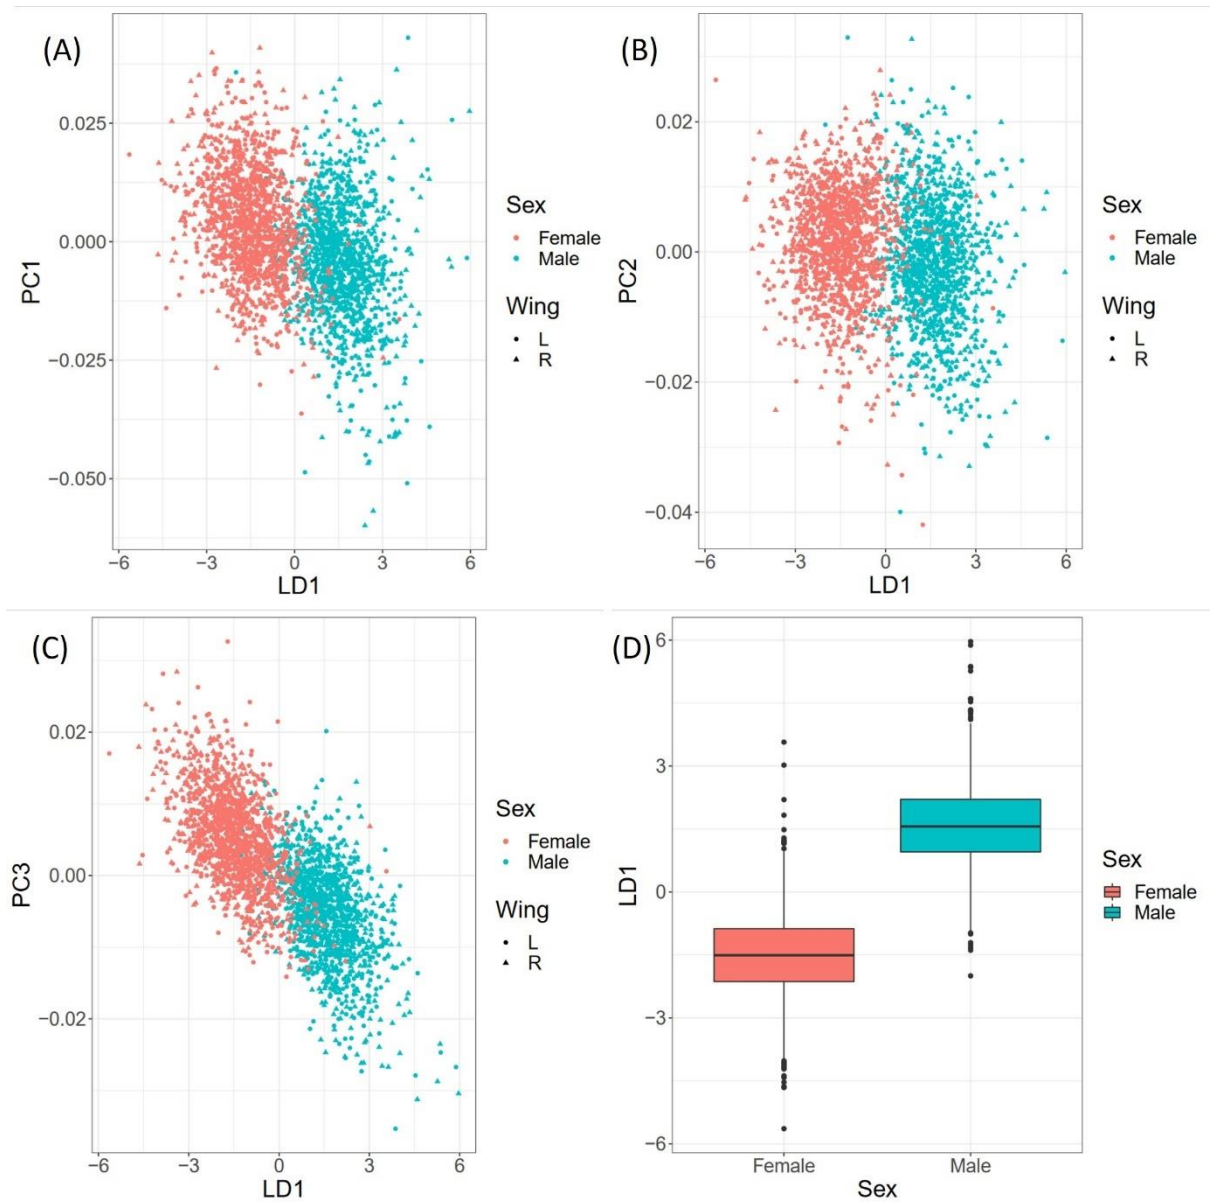 (A)
PC1
0.025
0.000
−0.025
−0.050
−6 −3 0 3 6
LD1
Sex
Female
Male
Wing
L
R
(B)
PC2
0.02
0.00
−0.02
−0.04
−6 −3 0 3 6
LD1
Sex
Female
Male
Wing
L
R
(C)
PC3
0.02
0.00
−0.02
−6 −3 0 3 6
LD1
Sex
Female
Male
Wing
L
R
(D)
LD1
6
3
0
−3
−6
Female Male
Sex
Sex
Female
Male